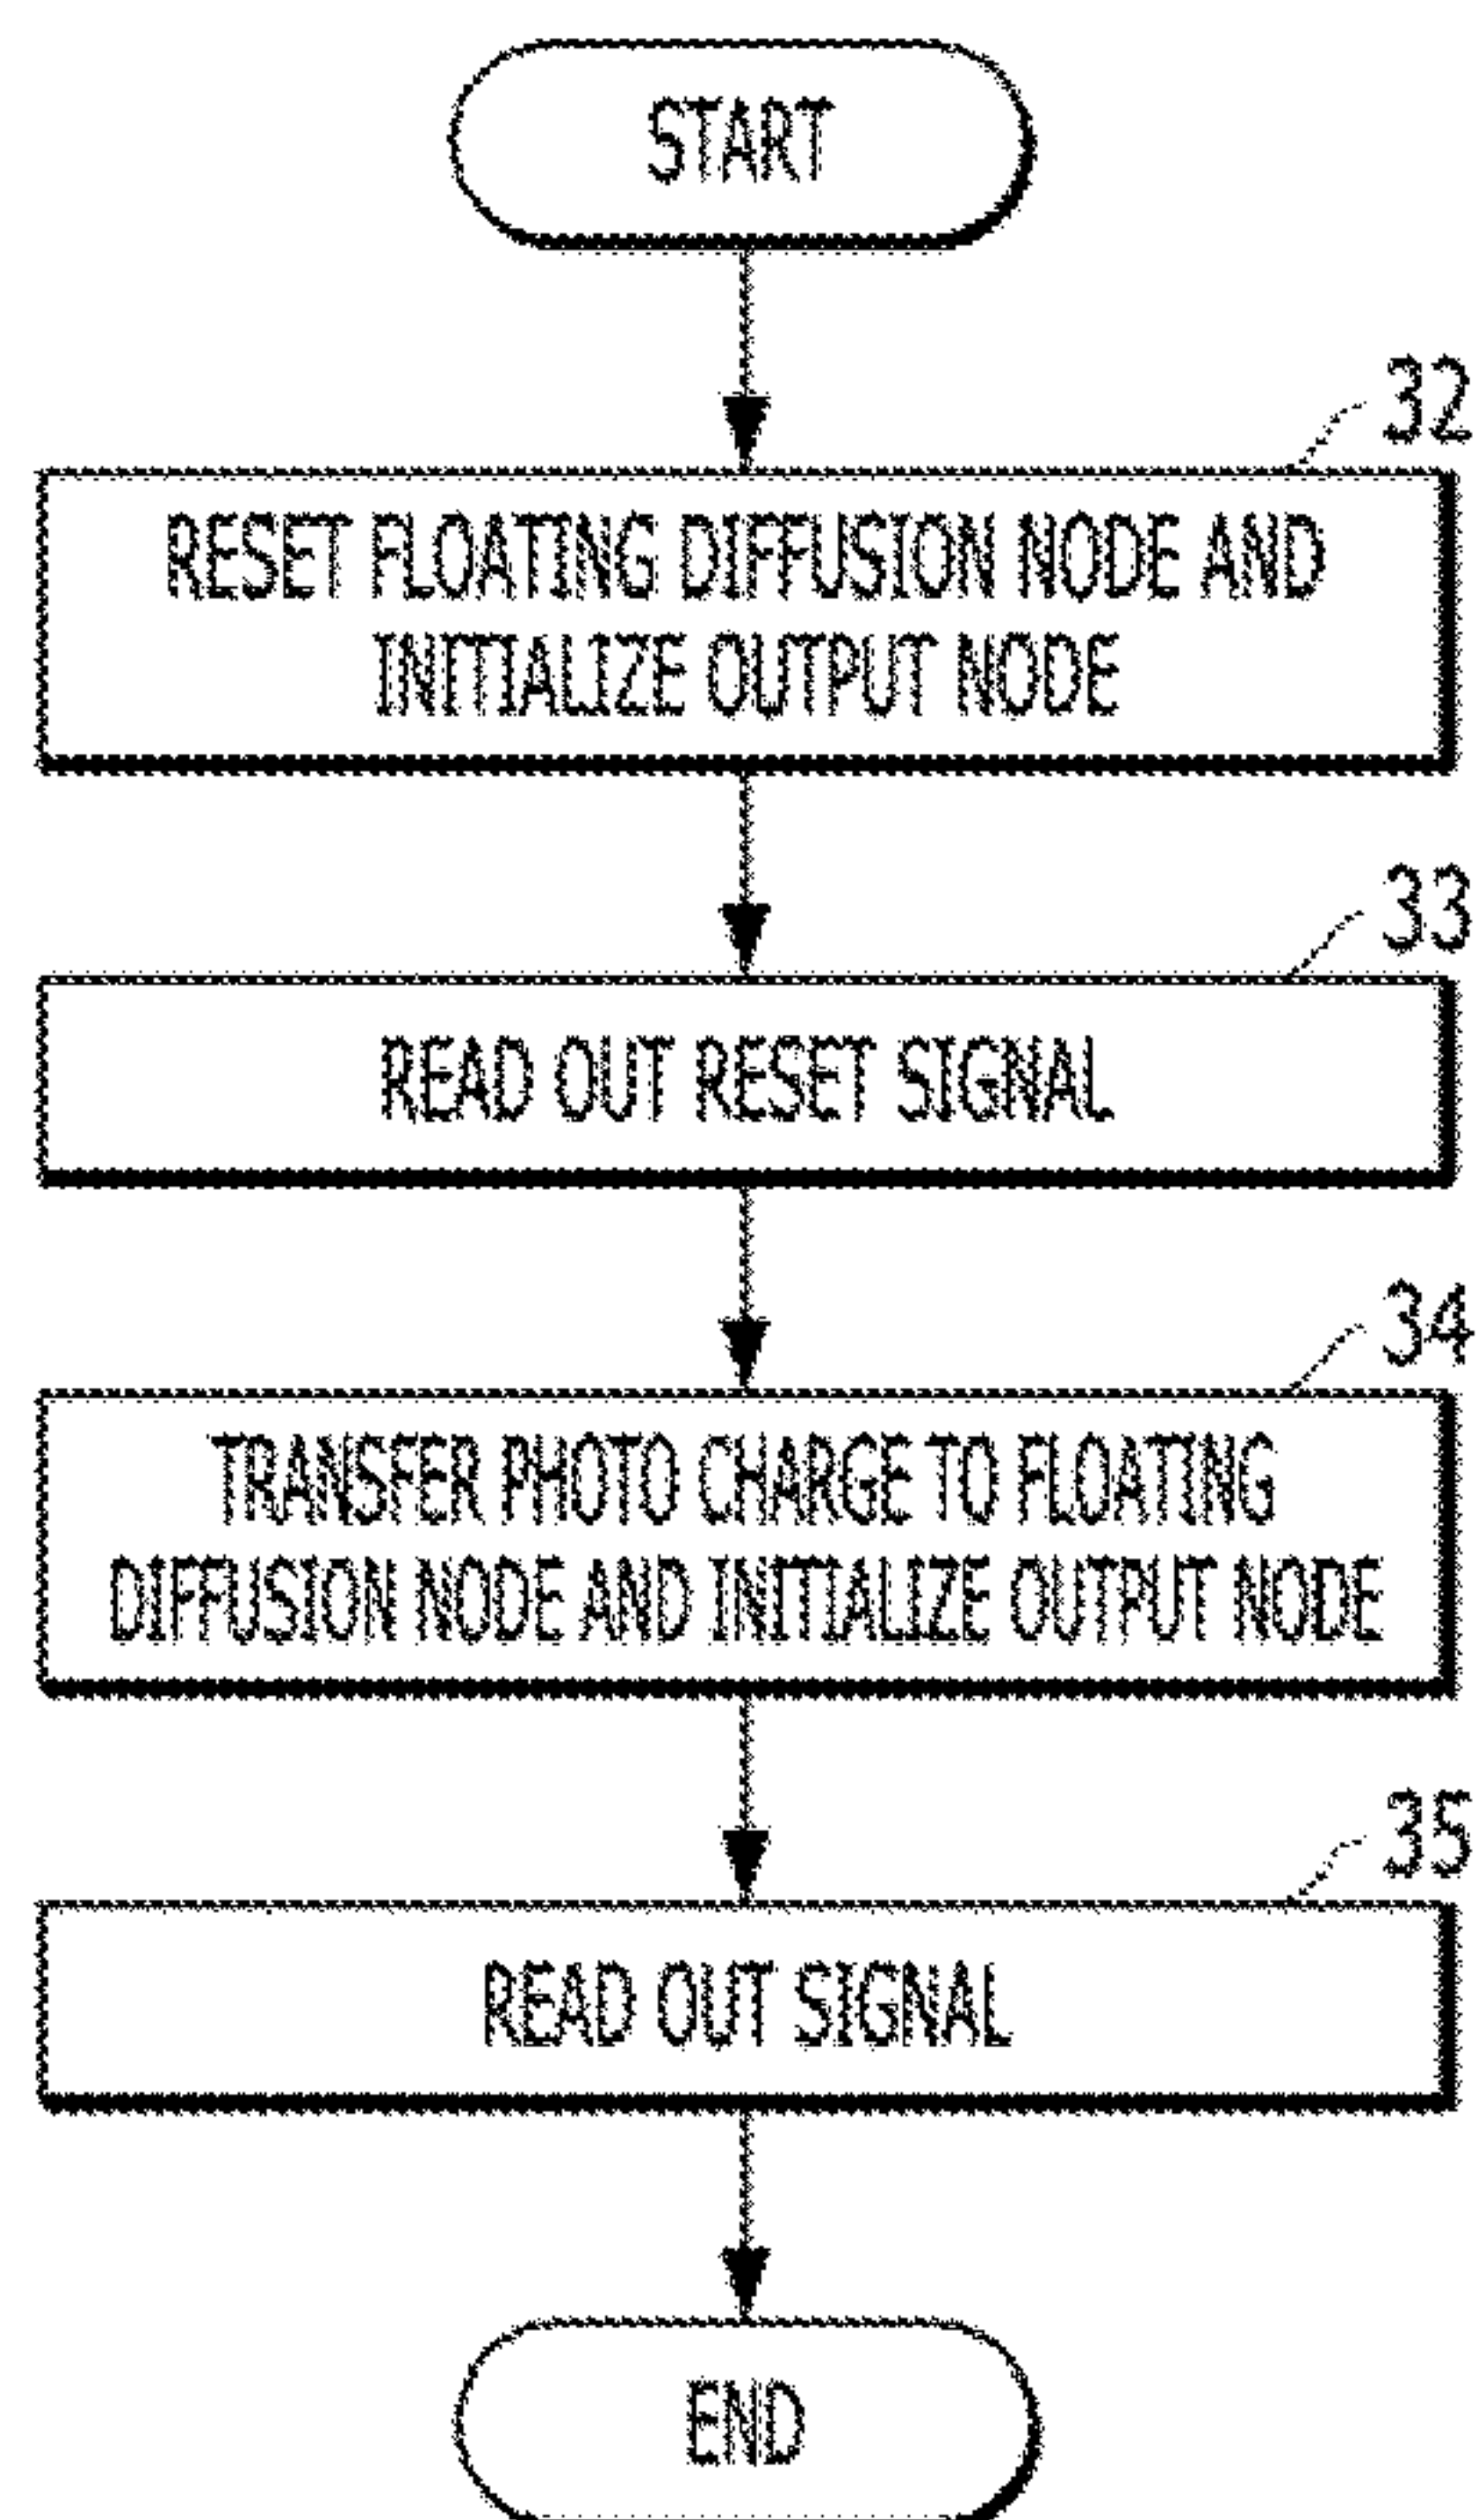 START
32
RESET FLOATING DIFFUSION NODE AND
INITIALIZE OUTPUT NODE
33
READ OUT RESET SIGNAL
34
TRANSFER PHOTO CHARGE TO FLOATING
DIFFUSION NODE AND INITIALIZE OUTPUT NODE
35
READ OUT SIGNAL
END